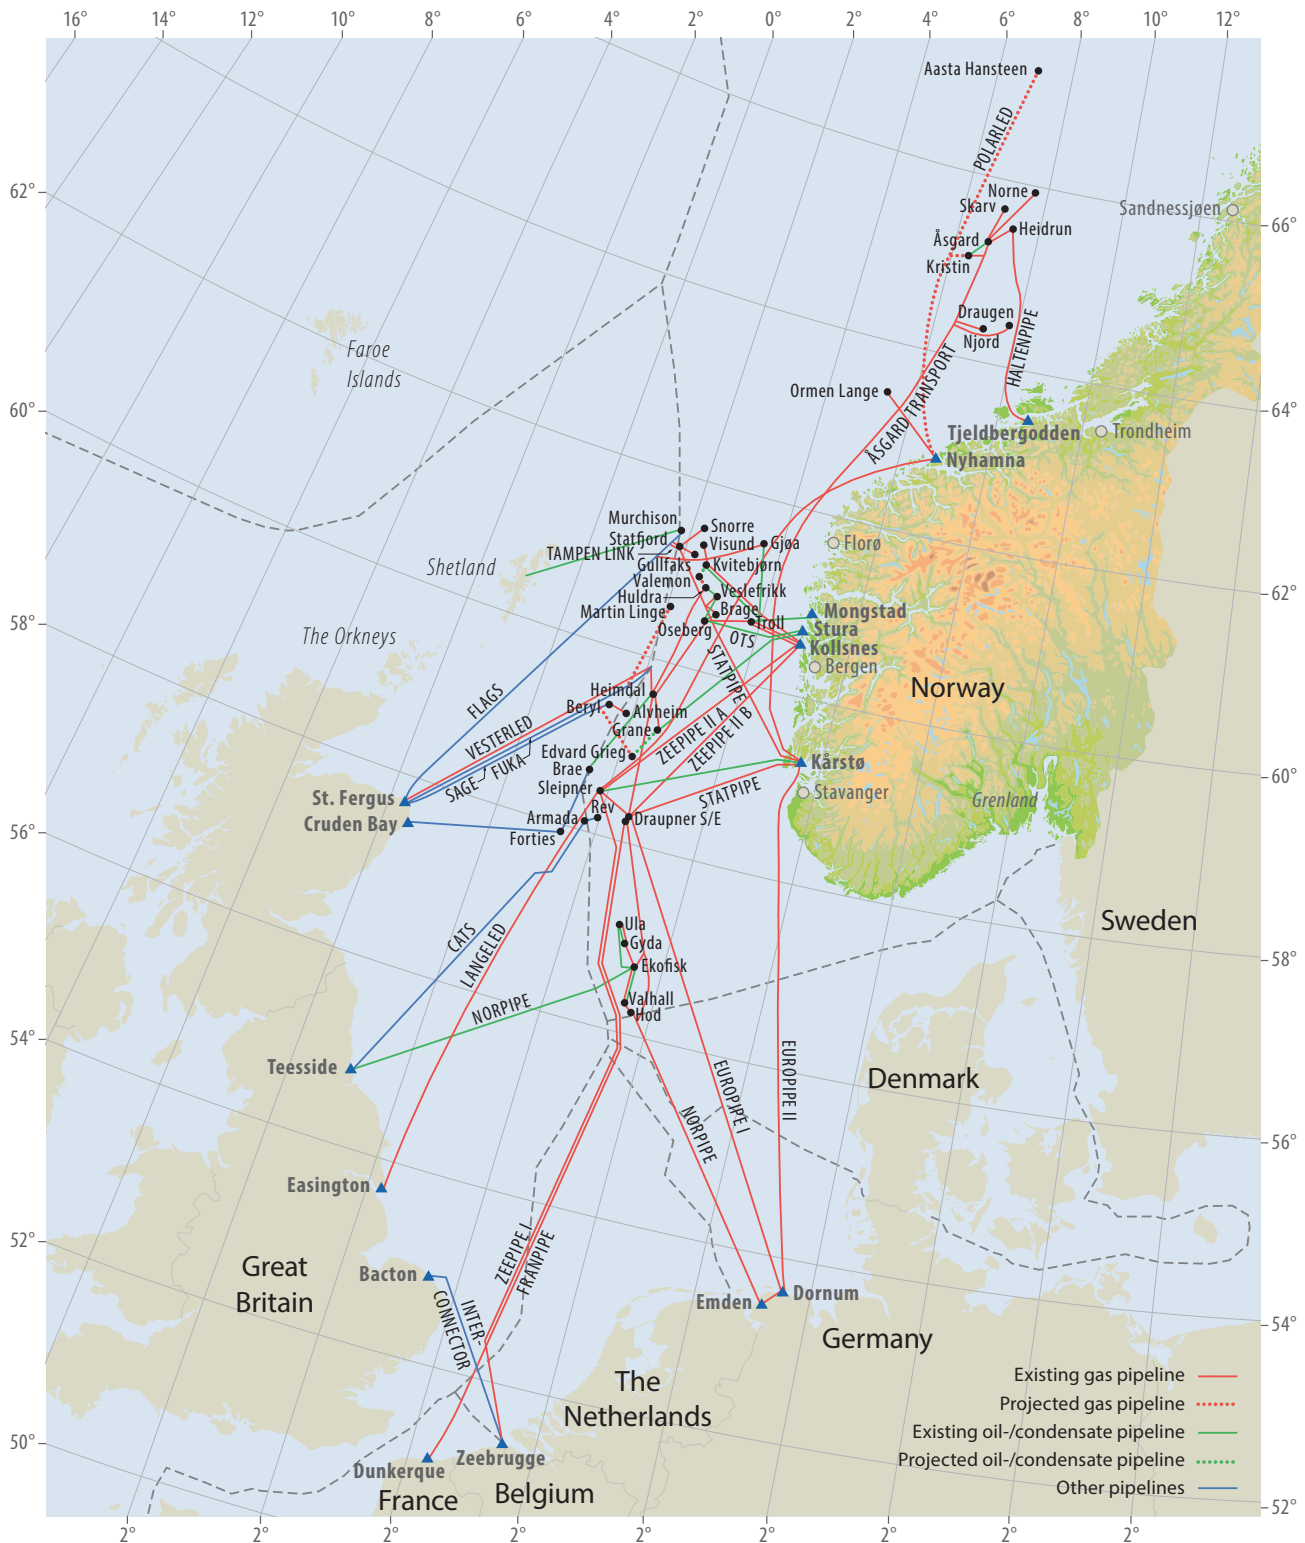 16°
14°
12°
10°
8°
6°
4°
2°
0°
2°
4°
6°
8°
10°
12°
Aasta Hansteen
POLARLED
62°
Norne
Skarv
Sandnessjøen
66°
Åsgard
Heidrun
Kristin
Draugen
Njord
HALTENPIPE
Faroe
Islands
ÅSGARD TRANSPORT
Ormen Lange
60°
64°
Tjeldbergodden
Trondheim
Nyhamna
Murchison
Snorre
Statfjord
Visund
Gjøa
Florø
TAMPEN LINK
Gullfaks
Kvitebjørn
Shetland
Valemon
Huldra
Veslefrikk
62°
Martin Linge
Brage
Mongstad
58°
Oseberg
Troll
Stura
The Orkneys
OTS
Kollsnes
Bergen
STATPIPE
Norway
FLAGS
Heimdal
Beryl
Alvheim
VESTERLED
Grane
ZEEPIPE II A
ZEEPIPE II B
Edvard Grieg
SAGE
FUKA
Brae
Kårstø
60°
Sleipner
STATPIPE
Stavanger
Grenland
St. Fergus
Rev
Cruden Bay
Armada
Draupner S/E
56°
Forties
Ula
Sweden
CATS
LANGELED
Gyda
Ekofisk
58°
NORPIPE
Valhall
Hod
54°
Teesside
EUROPIPE II
Denmark
EUROPIPE I
NORPIPE
56°
Easington
52°
ZEEPIPE I
FRANPIPE
Great
Britain
Bacton
INTER-
CONNECTOR
Emden
Dornum
54°
Germany
The
Netherlands
Existing gas pipeline
Projected gas pipeline
Existing oil-/condensate pipeline
Projected oil-/condensate pipeline
Other pipelines
50°
Zeebrugge
Dunkerque
France
Belgium
52°
2°
2°
2°
2°
2°
2°
2°
2°
2°